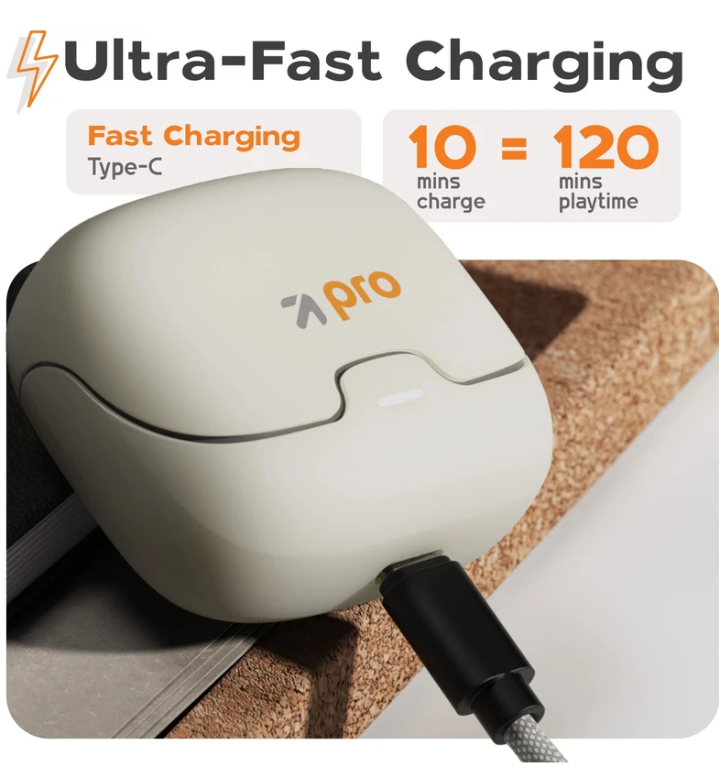 Ultra-Fast Charging
Fast Charging
Type-C
10 = 120
mins mins
charge playtime
pro